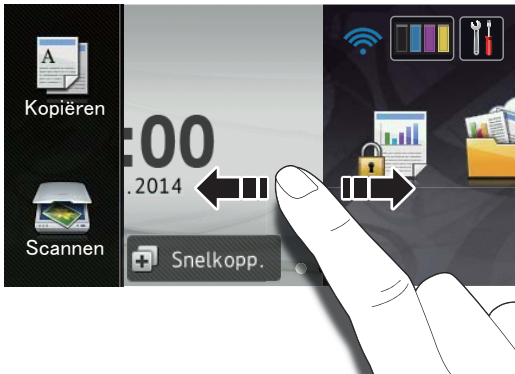 A
Kopiëren
:00
.2014
Scannen
Snelkopp.